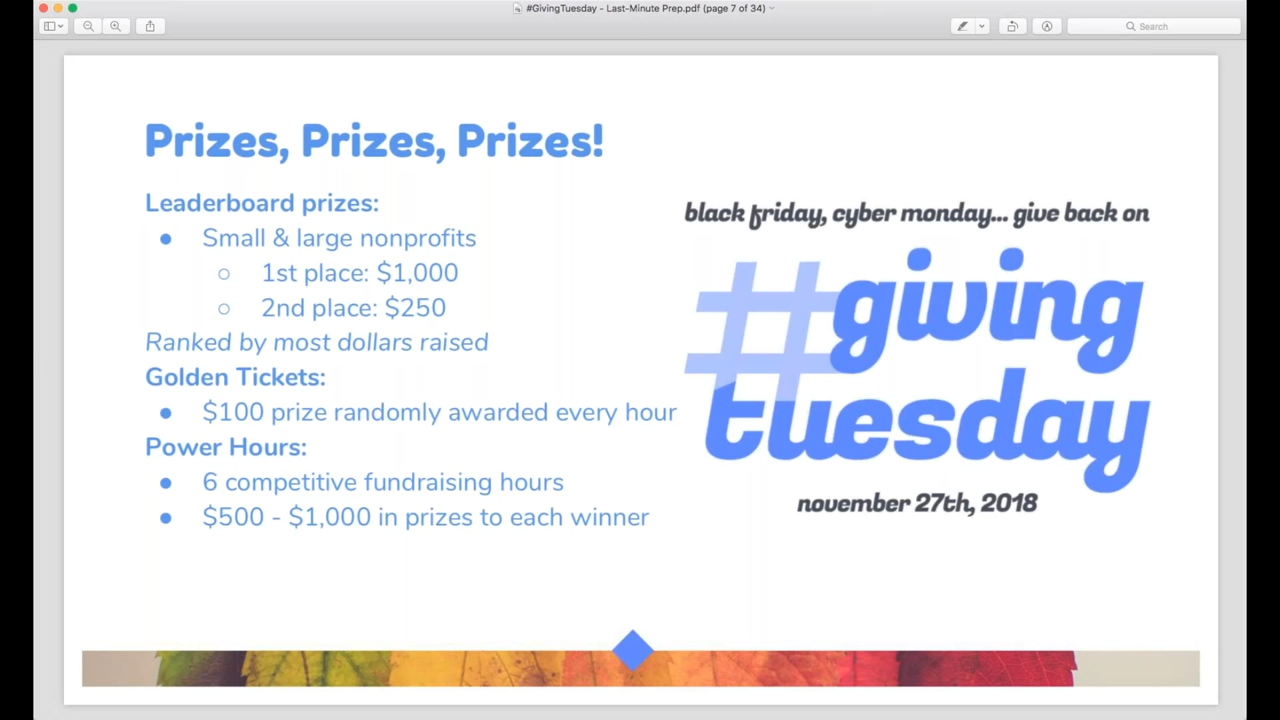 #GivingTuesday - Last-Minute Prep.pdf (page 7 of 34)
Search
Prizes, Prizes, Prizes!
Leaderboard prizes:
● Small & large nonprofits
○ 1st place: $1,000
○ 2nd place: $250
Ranked by most dollars raised
Golden Tickets:
● $100 prize randomly awarded every hour
Power Hours:
● 6 competitive fundraising hours
● $500 - $1,000 in prizes to each winner
black friday, cyber monday... give back on
#giving
tuesday
november 27th, 2018